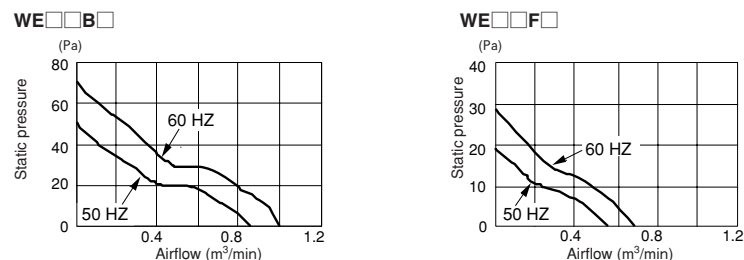 WE□□B□
(Pa)
80
60
40
20
0
Static pressure
60 HZ
50 HZ
0.4 0.8 1.2
Airflow (m³/min)
WE□□F□
(Pa)
40
30
20
10
0
Static pressure
60 HZ
50 HZ
0.4 0.8 1.2
Airflow (m³/min)